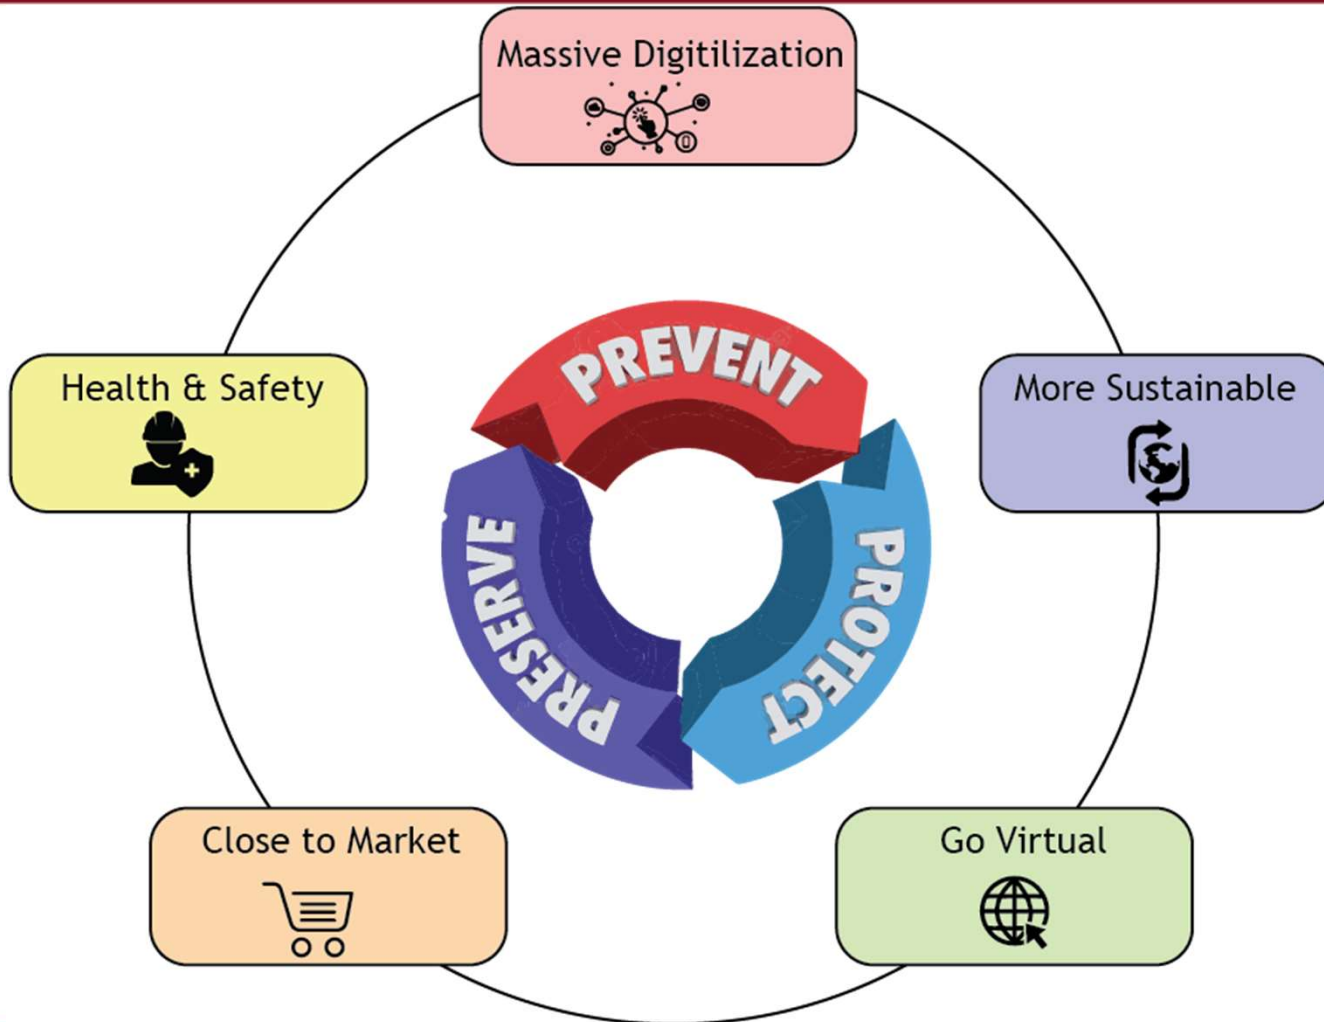 Massive Digitilization
Health & Safety
More Sustainable
PREVENT
PROTECT
PRESERVE
Close to Market
Go Virtual